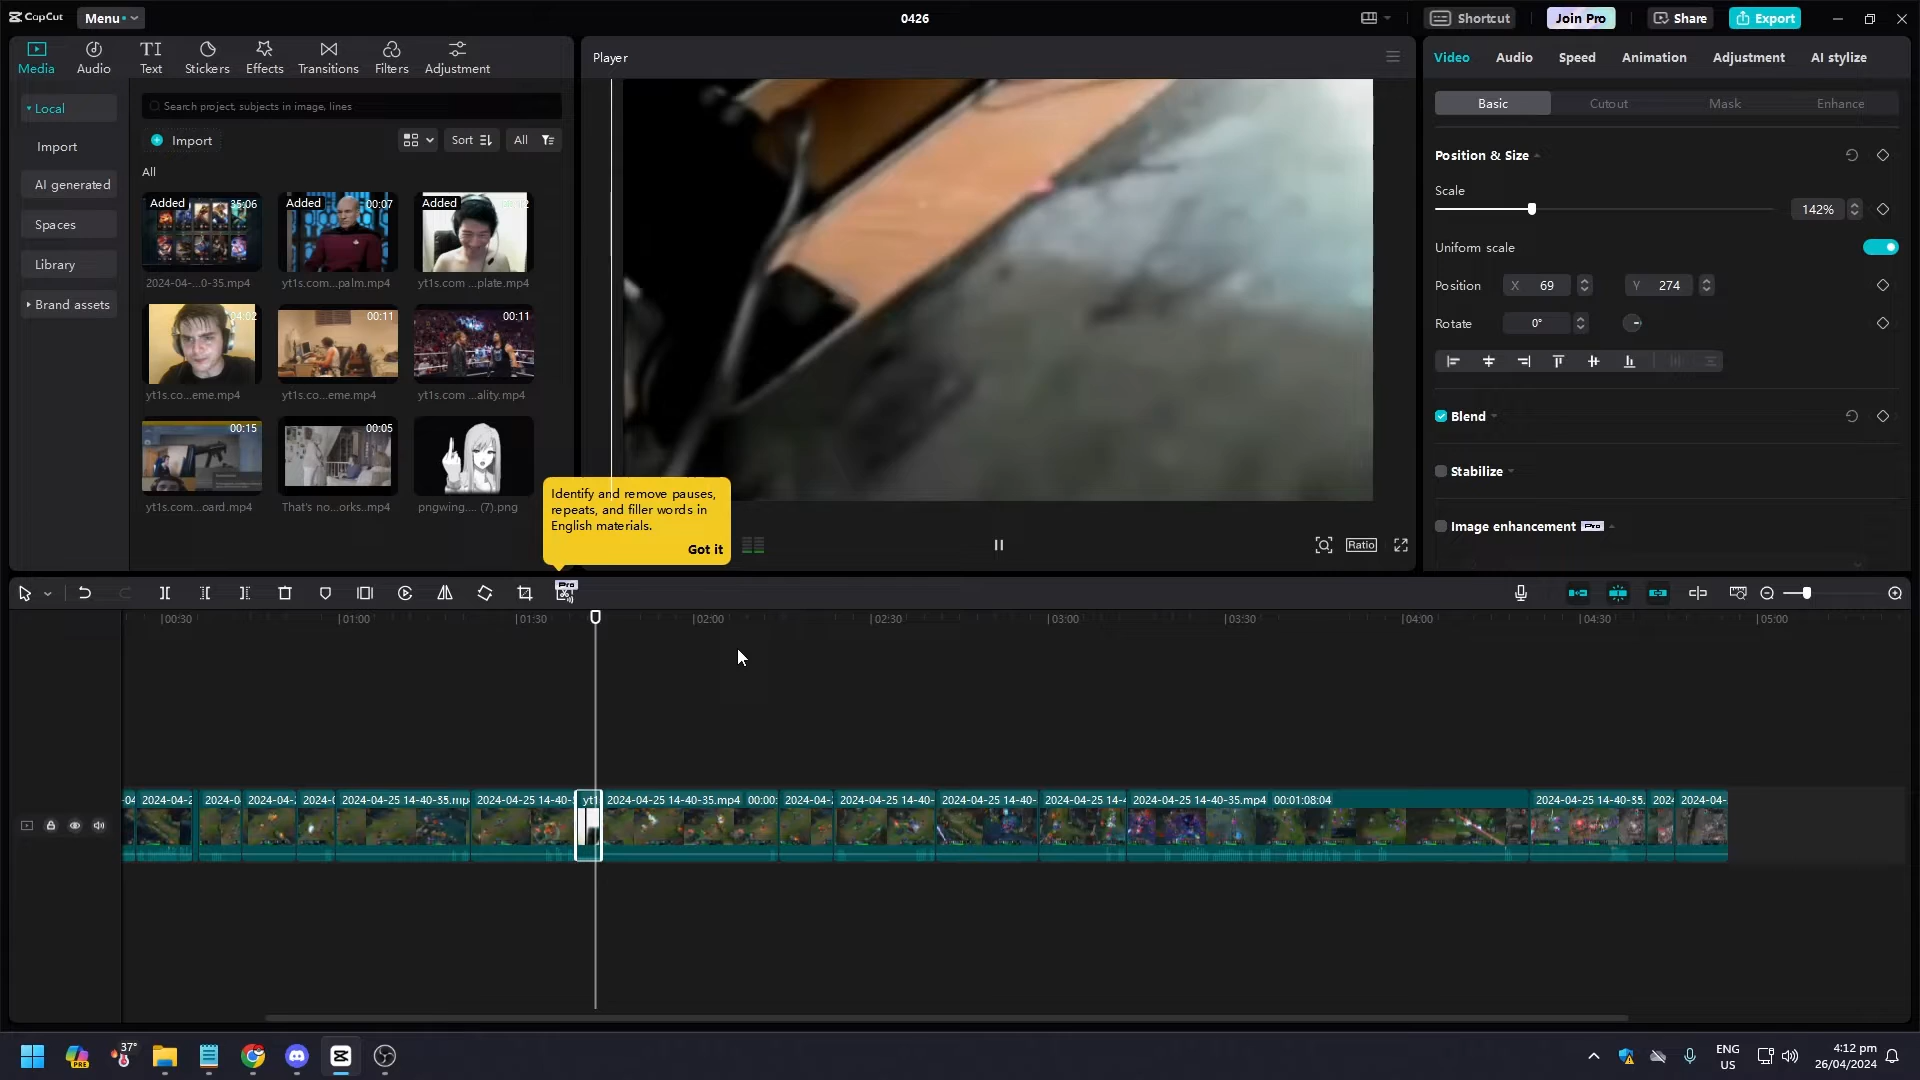 CapCut
Menu
0426
Shortcut
Join Pro
Share
Export
Media
Audio
Text
Stickers
Effects
Transitions
Filters
Adjustment
Local
Import
AI generated
Spaces
Library
Brand assets
Search project, subjects in image, lines
Import
Sort
All
All
Added
35:06
2024-04-...0-35.mp4
Added
00:07
yt1s.com...palm.mp4
Added
yt1s.com ...plate.mp4
04:02
yt1s.co...eme.mp4
00:11
yt1s.co...eme.mp4
00:11
yt1s.com ...ality.mp4
00:15
yt1s.com...oard.mp4
00:05
That's no...orks..mp4
pngwing.... (7).png
Player
Identify and remove pauses,
repeats, and filler words in
English materials.
Got it
Ratio
Video
Audio
Speed
Animation
Adjustment
AI stylize
Basic
Cutout
Mask
Enhance
Position & Size
Scale
142%
Uniform scale
Position
X 69
Y 274
Rotate
0°
Blend
Stabilize
Image enhancement
Pro
Pro
00:30
01:00
01:30
02:00
02:30
03:00
03:30
04:00
04:30
05:00
-04
2024-04-2
2024-0
2024-04-
2024-0
2024-04-25 14-40-35.mp
2024-04-25 14-40-
yt1
2024-04-25 14-40-35.mp4 00:00:
2024-04-
2024-04-25 14-40-
2024-04-25 14-40-
2024-04-25 14-4
2024-04-25 14-40-35.mp4 00:01:08:04
2024-04-25 14-40-35.
2024
2024-04-
37°
PRE
ENG
US
4:12 pm
26/04/2024